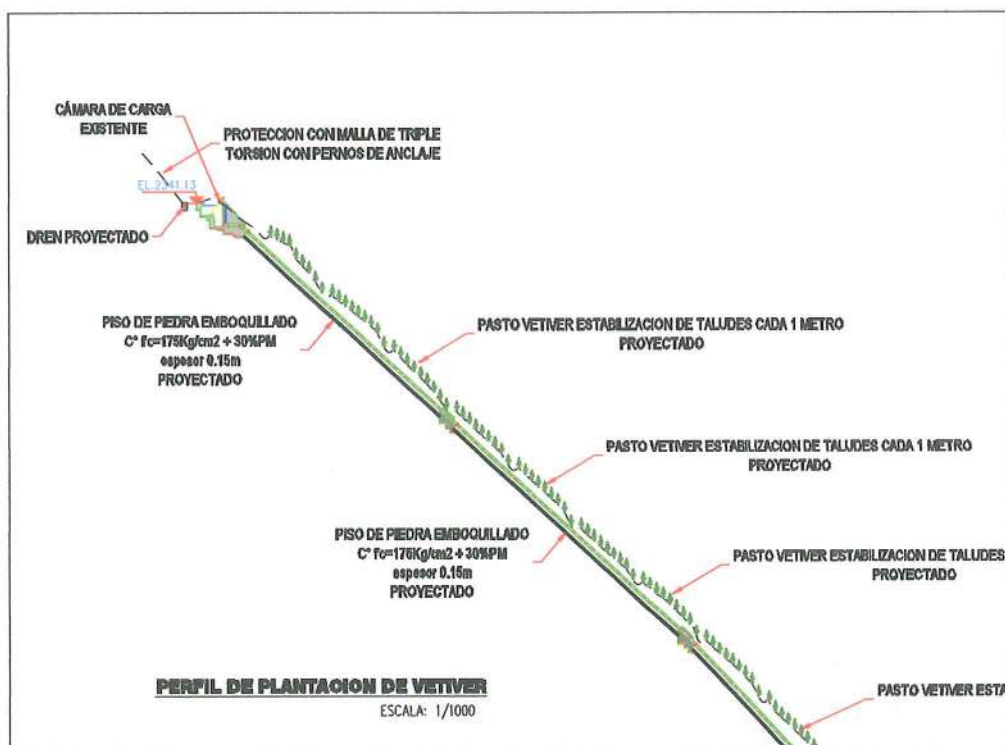 CÁMARA DE CARGA
EXISTENTE
PROTECCION CON MALLA DE TRIPLE
TORSION CON PERNOS DE ANCLAJE
EL.2241.13
DREN PROYECTADO
PISO DE PIEDRA EMBOQUILLADO
C° f'c=175Kg/cm2 + 30%PM
espesor 0.15m
PROYECTADO
PASTO VETIVER ESTABILIZACION DE TALUDES CADA 1 METRO
PROYECTADO
PASTO VETIVER ESTABILIZACION DE TALUDES CADA 1 METRO
PROYECTADO
PISO DE PIEDRA EMBOQUILLADO
C° f'c=175Kg/cm2 + 30%PM
espesor 0.15m
PROYECTADO
PASTO VETIVER ESTABILIZACION DE TALUDES
PROYECTADO
PASTO VETIVER ESTA
PERFIL DE PLANTACION DE VETIVER
ESCALA: 1/1000